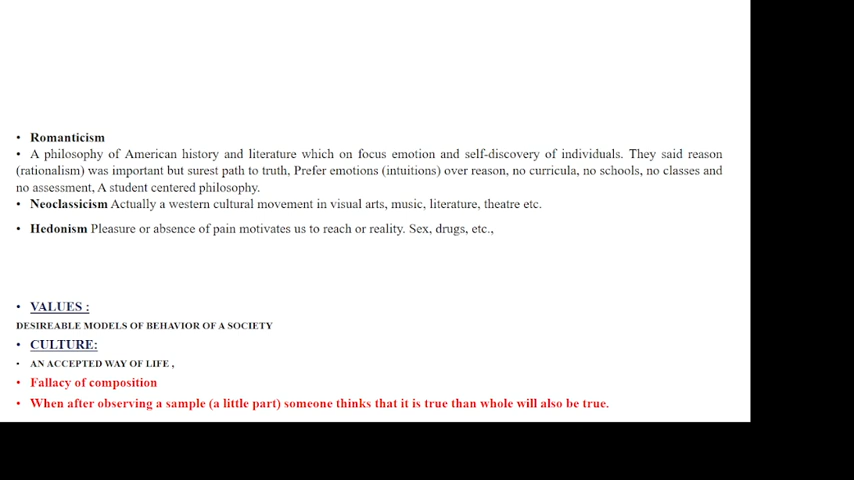 • Romanticism
• A philosophy of American history and literature which on focus emotion and self-discovery of individuals. They said reason
(rationalism) was important but surest path to truth, Prefer emotions (intuitions) over reason, no curricula, no schools, no classes and
no assessment, A student centered philosophy.
• Neoclassicism Actually a western cultural movement in visual arts, music, literature, theatre etc.
• Hedonism Pleasure or absence of pain motivates us to reach or reality. Sex, drugs, etc.,
• VALUES :
DESIREABLE MODELS OF BEHAVIOR OF A SOCIETY
• CULTURE:
• AN ACCEPTED WAY OF LIFE ,
• Fallacy of composition
• When after observing a sample (a little part) someone thinks that it is true than whole will also be true.